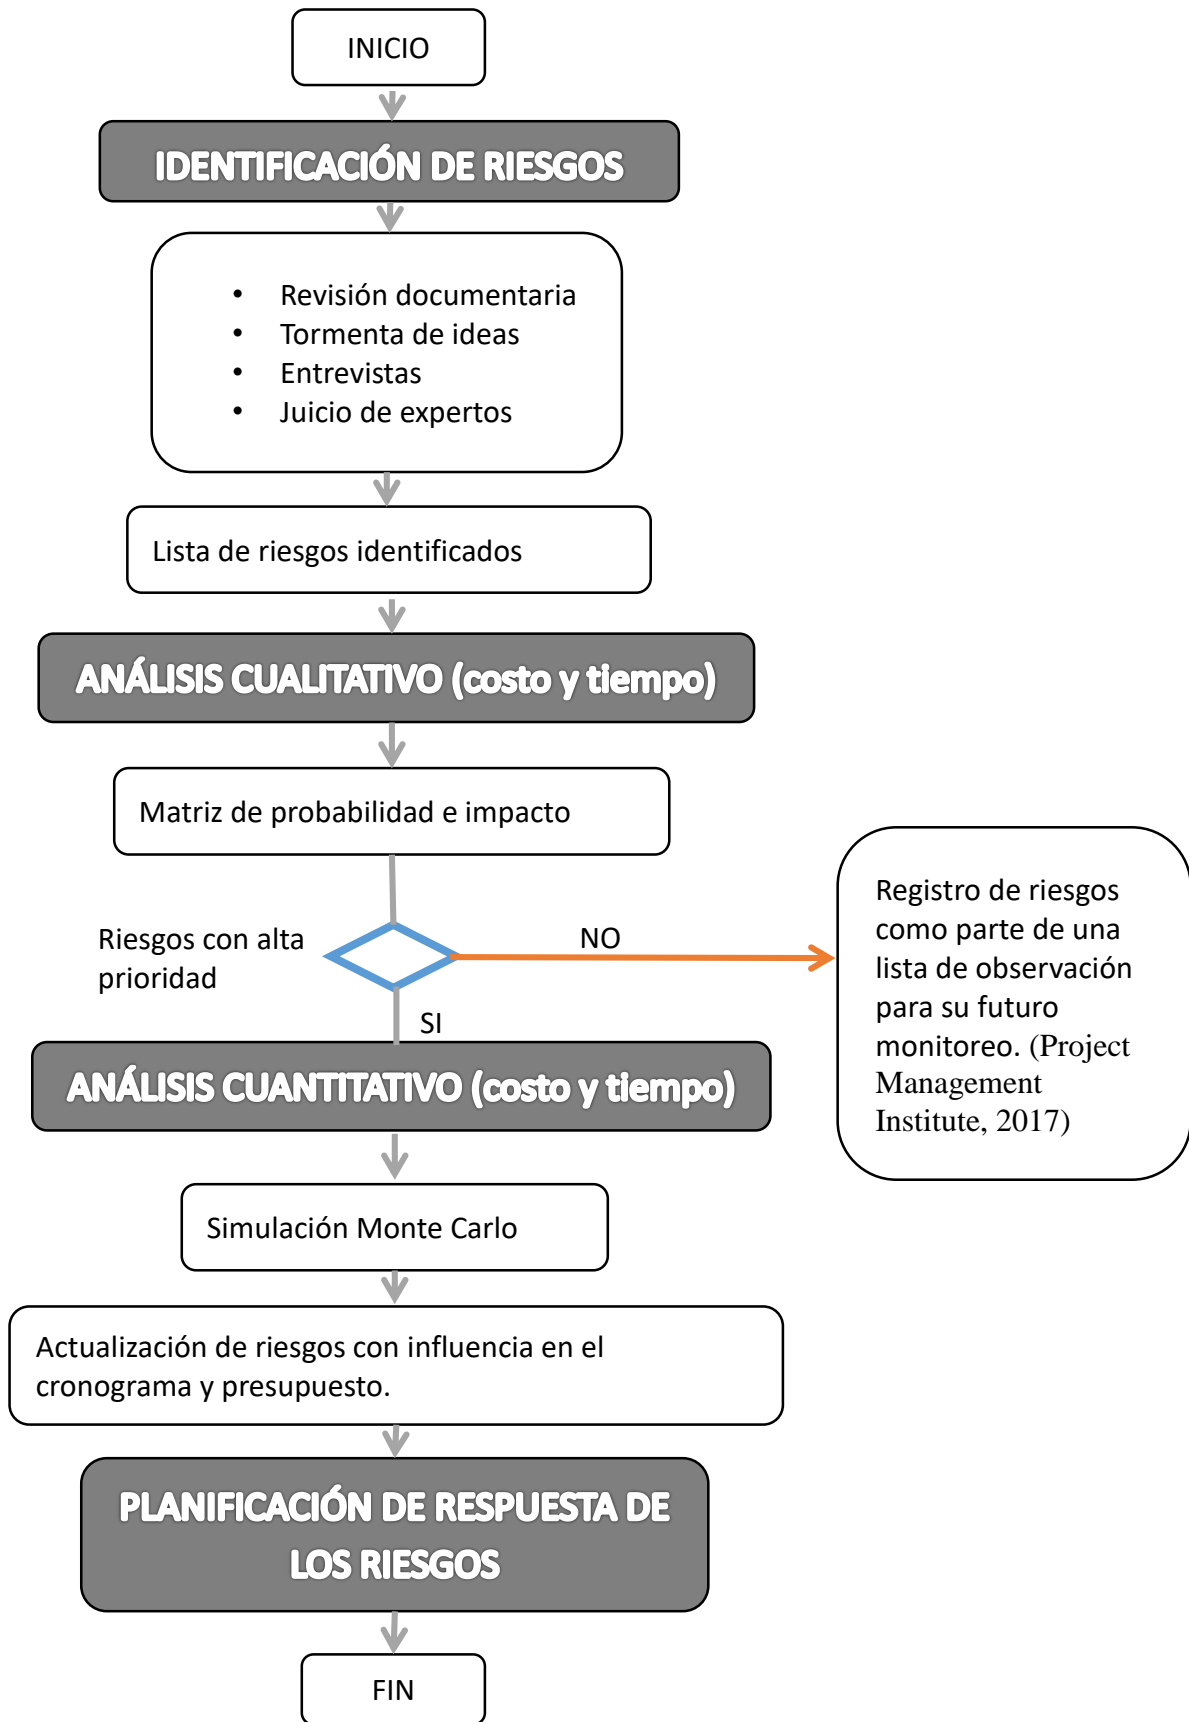 INICIO
IDENTIFICACIÓN DE RIESGOS
• Revisión documentaria
• Tormenta de ideas
• Entrevistas
• Juicio de expertos
Lista de riesgos identificados
ANÁLISIS CUALITATIVO (costo y tiempo)
Matriz de probabilidad e impacto
Riesgos con alta
prioridad
NO
SI
Registro de riesgos
como parte de una
lista de observación
para su futuro
monitoreo. (Project
Management
Institute, 2017)
ANÁLISIS CUANTITATIVO (costo y tiempo)
Simulación Monte Carlo
Actualización de riesgos con influencia en el
cronograma y presupuesto.
PLANIFICACIÓN DE RESPUESTA DE
LOS RIESGOS
FIN